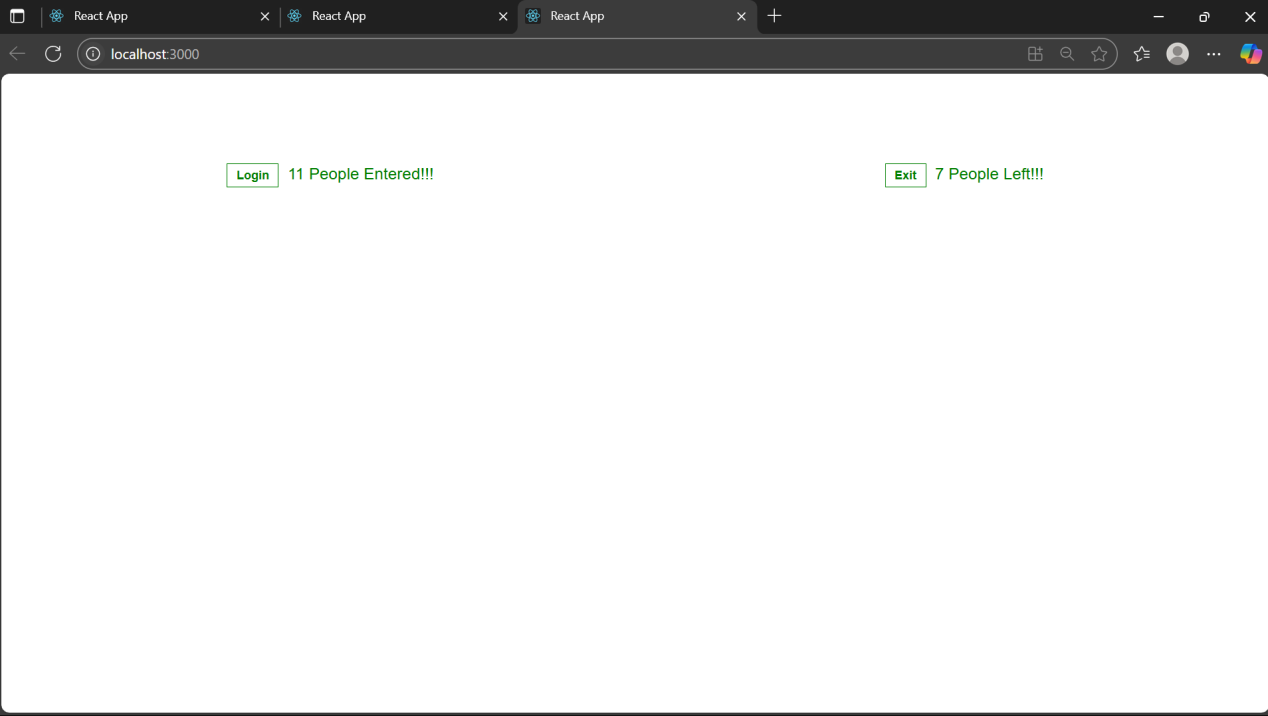 React App
React App
React App
localhost:3000
Login 11 People Entered!!!
Exit 7 People Left!!!